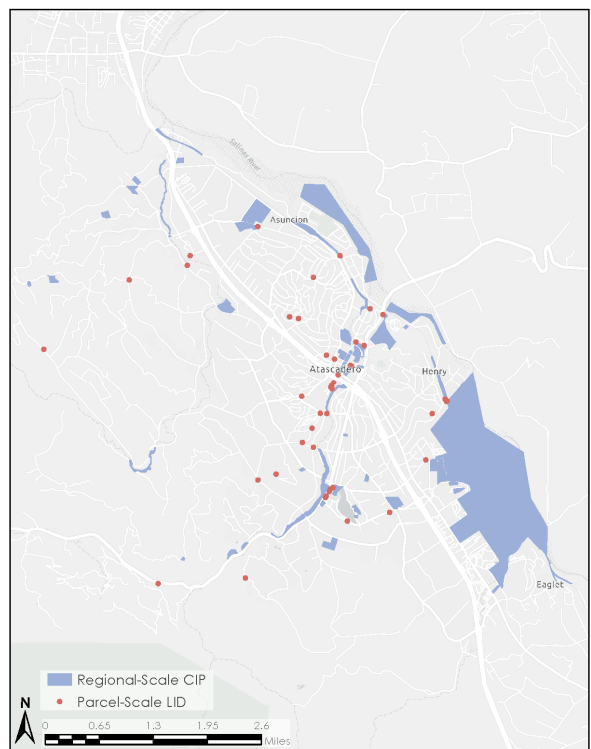 Salinas River
Asuncion
Atascadero
Henry
Eaglet
Regional-Scale CIP
Parcel-Scale LID
N
0 0.65 1.3 1.95 2.6
Miles